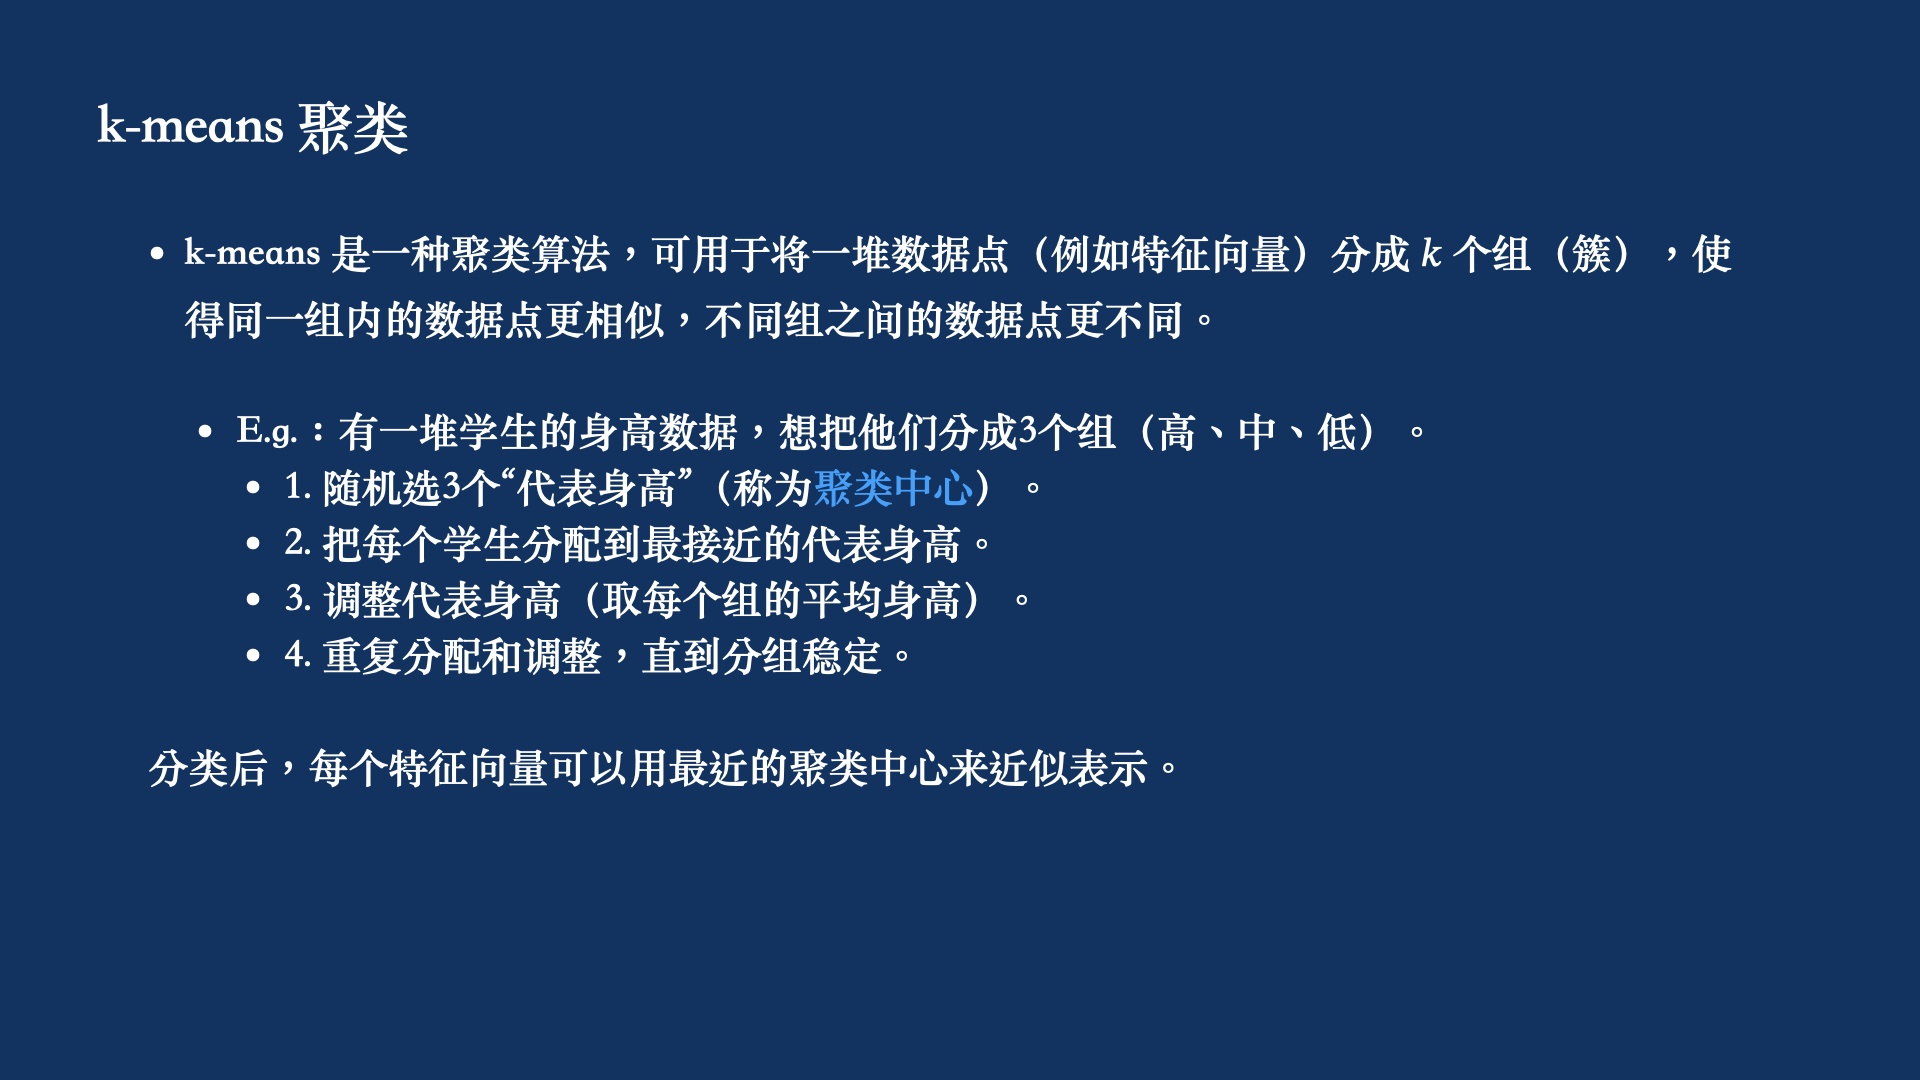 k-means 聚类
• k-means 是一种聚类算法，可用于将一堆数据点（例如特征向量）分成 k 个组（簇），使
得同一组内的数据点更相似，不同组之间的数据点更不同。
• E.g.：有一堆学生的身高数据，想把他们分成3个组（高、中、低）。
• 1. 随机选3个“代表身高”（称为聚类中心）。
• 2. 把每个学生分配到最接近的代表身高。
• 3. 调整代表身高（取每个组的平均身高）。
• 4. 重复分配和调整，直到分组稳定。
分类后，每个特征向量可以用最近的聚类中心来近似表示。